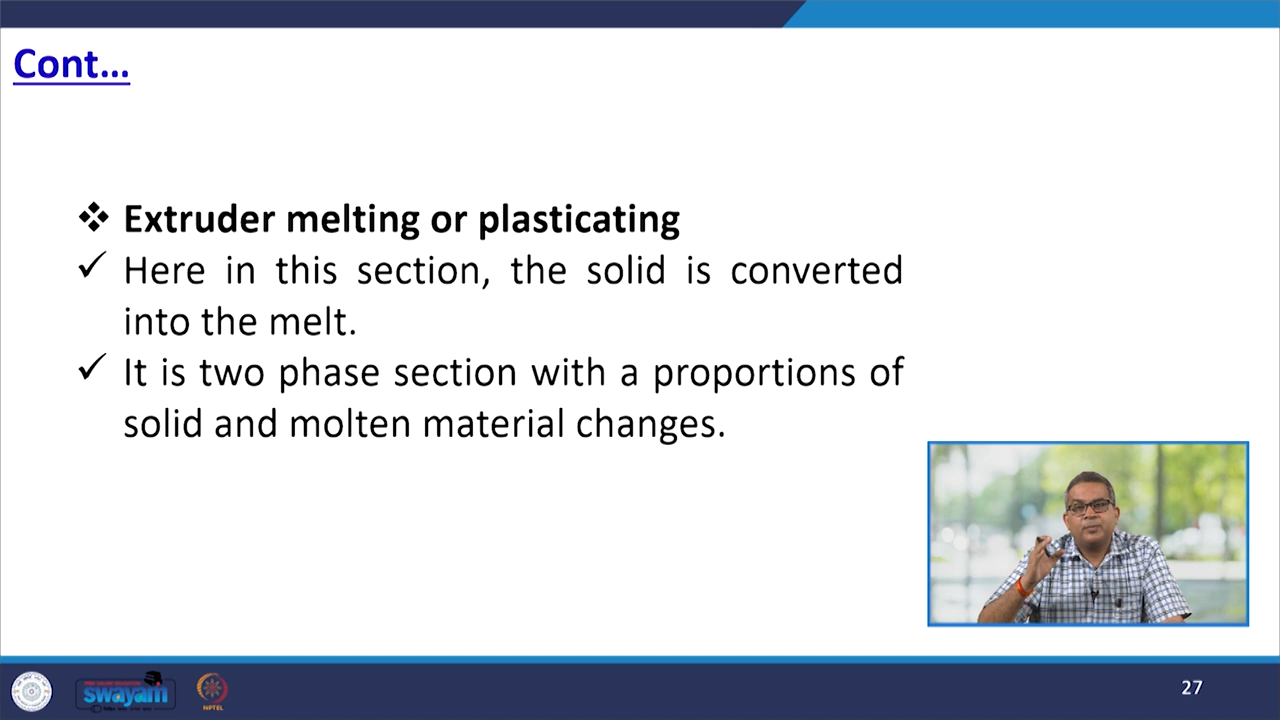 Cont...
❖ Extruder melting or plasticating
✓ Here in this section, the solid is converted
into the melt.
✓ It is two phase section with a proportions of
solid and molten material changes.
swayam
NPTEL
27